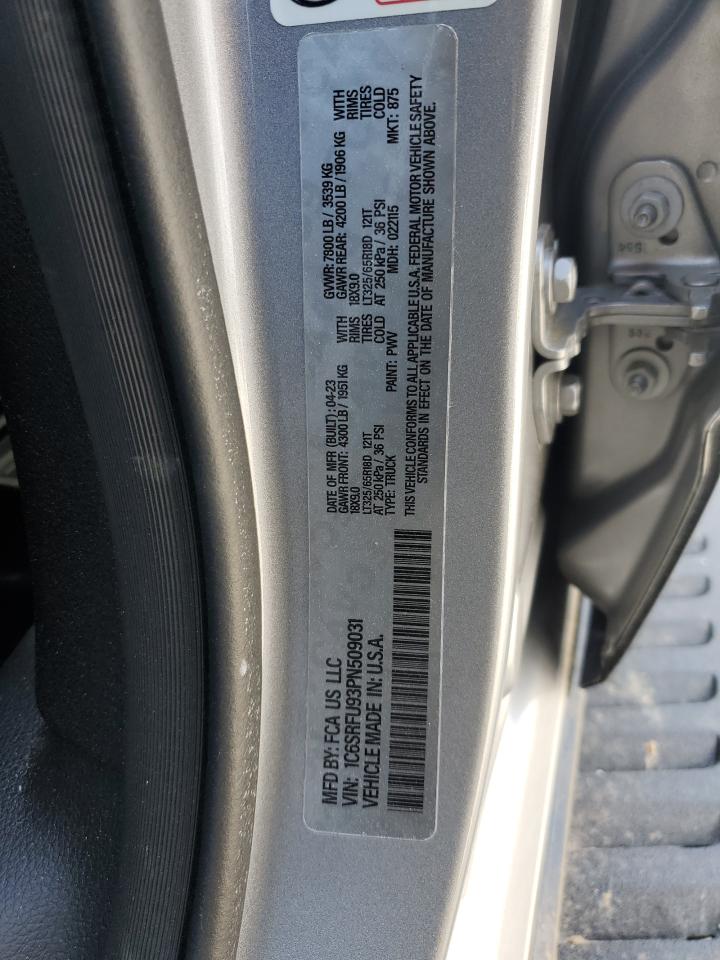 MFD BY: FCA US LLC
VIN: 1C6SRFU93PN509031
VEHICLE MADE IN: U.S.A.
DATE OF MFR (BUILT): 04-23
GVWR: 7800 LB / 3539 KG
GAWR FRONT: 4300 LB / 1951 KG WITH
GAWR REAR: 4200 LB / 1906 KG WITH
18X9.0 RIMS
18X9.0 RIMS
LT325/65R18D 121T TIRES
LT325/65R18D 121T TIRES
AT 250 kPa / 36 PSI COLD
AT 250 kPa / 36 PSI COLD
TYPE: TRUCK PAINT: PWV MDH: 022115 MKT: 875
THIS VEHICLE CONFORMS TO ALL APPLICABLE U.S.A. FEDERAL MOTOR VEHICLE SAFETY
STANDARDS IN EFFECT ON THE DATE OF MANUFACTURE SHOWN ABOVE.